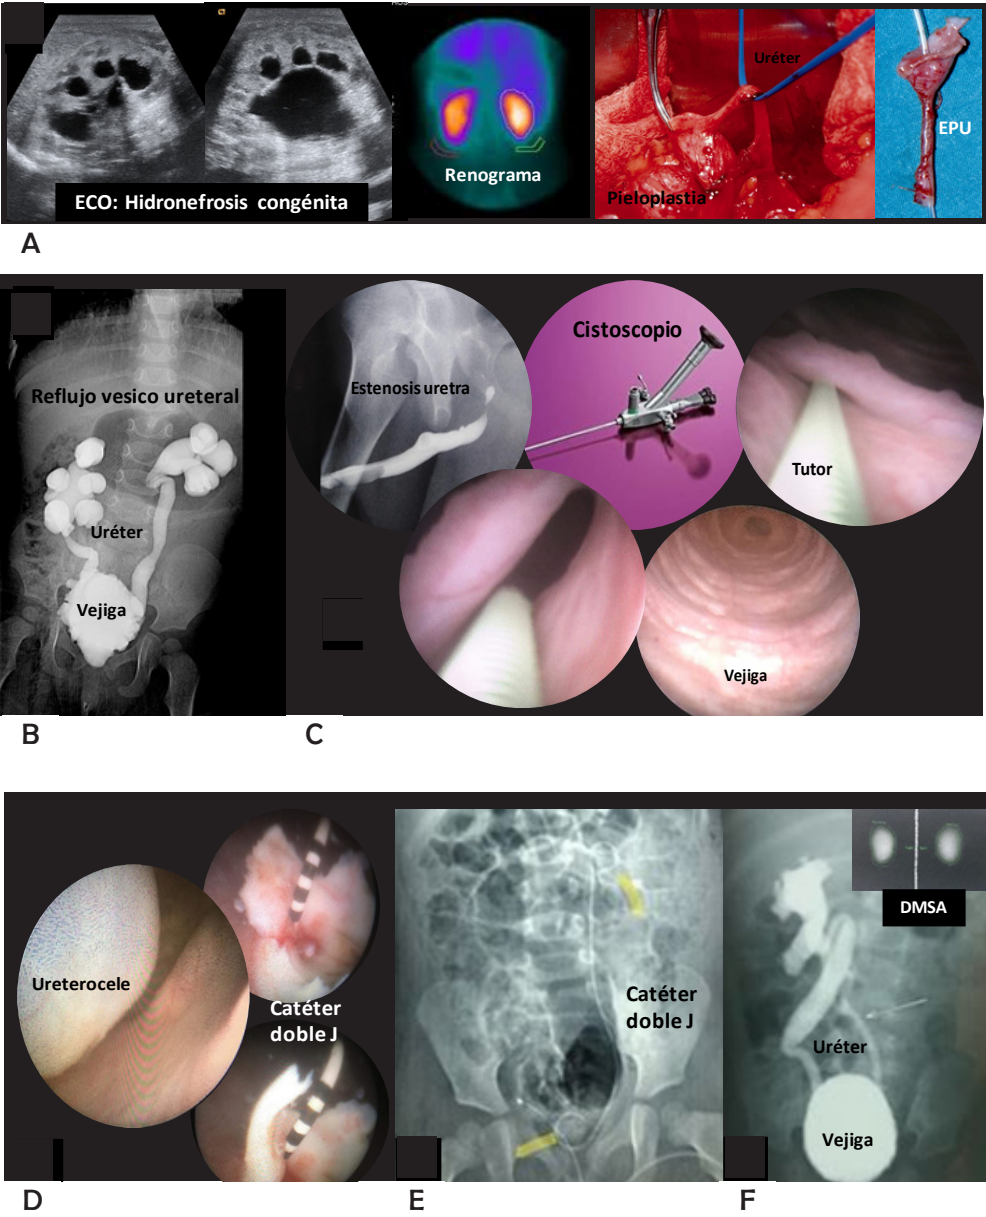 Uréter
EPU
Renograma
ECO: Hidronefrosis congénita
Pieloplastia
A
Cistoscopio
Estenosis uretra
Reflujo vesico ureteral
Tutor
Uréter
Vejiga
Vejiga
B
C
DMSA
Ureterocele
Catéter
doble J
Catéter
doble J
Uréter
Vejiga
D
E
F